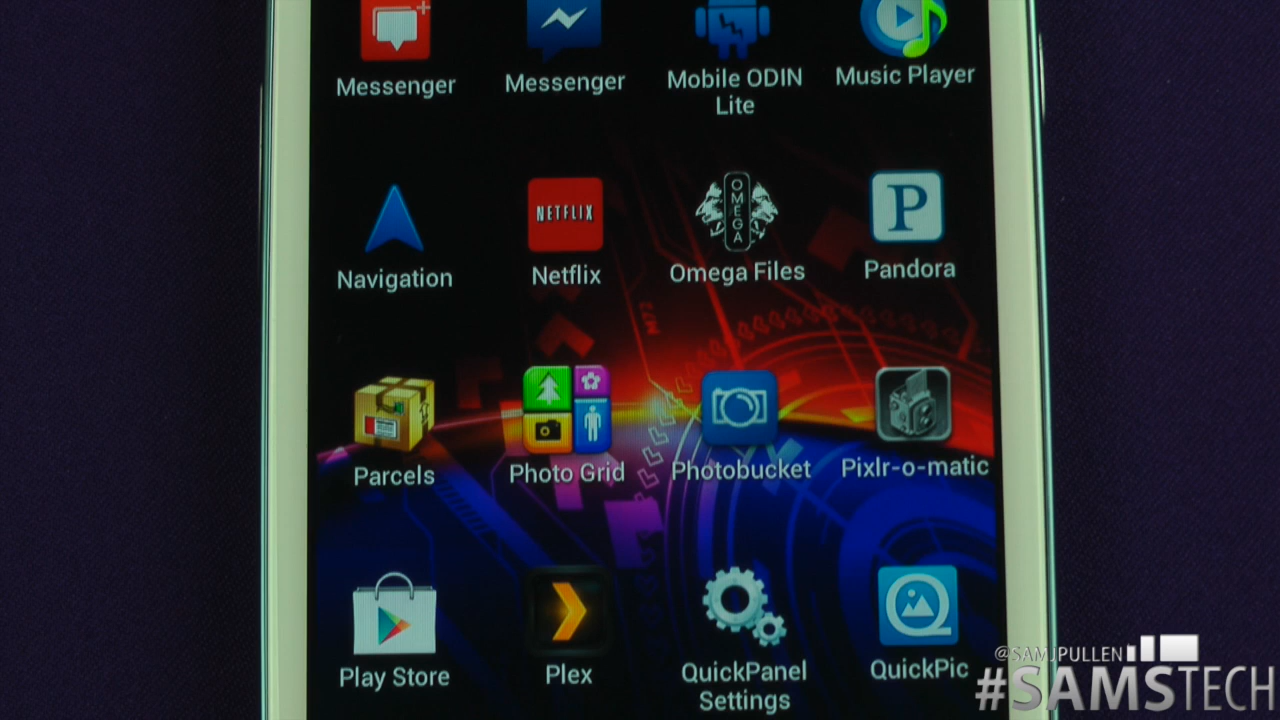 Messenger
Messenger
Mobile ODIN
Lite
Music Player
NETFLIX
OMEGA
P
Navigation
Netflix
Omega Files
Pandora
M72
Parcels
Photo Grid
Photobucket
Pixlr-o-matic
Play Store
Plex
QuickPanel
Settings
QuickPic
@SAMJPULLEN
#SAMSTECH